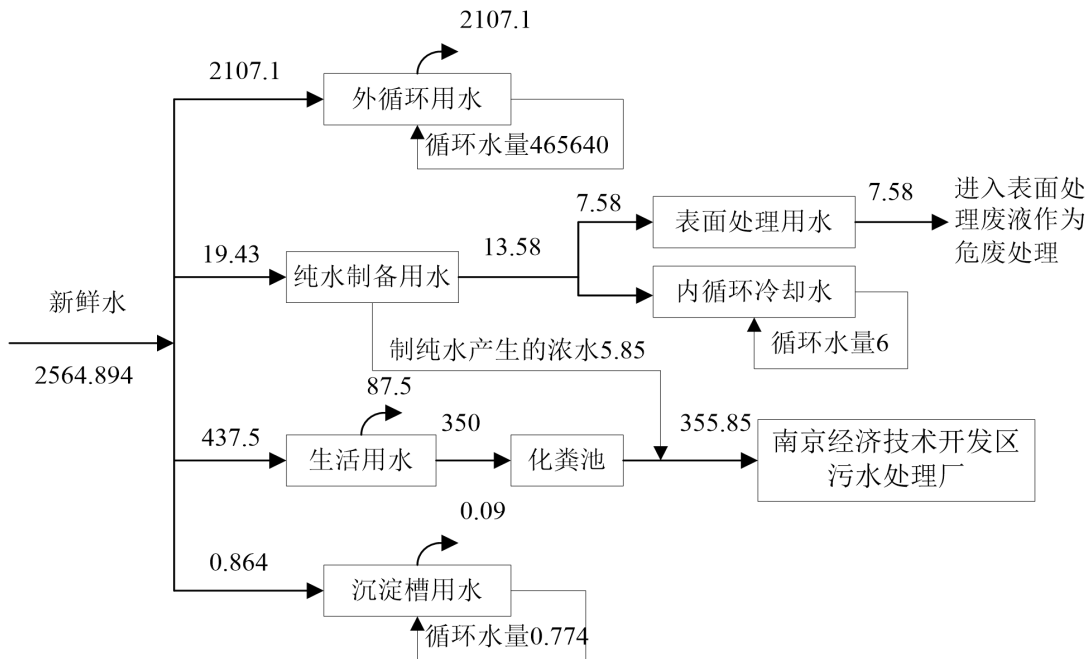 2107.1
2107.1
外循环用水
循环水量465640
7.58
表面处理用水
7.58
进入表面处
理废液作为
危废处理
19.43
纯水制备用水
13.58
内循环冷却水
循环水量6
新鲜水
2564.894
制纯水产生的浓水5.85
87.5
437.5
生活用水
350
化粪池
355.85
南京经济技术开发区
污水处理厂
0.09
0.864
沉淀槽用水
循环水量0.774